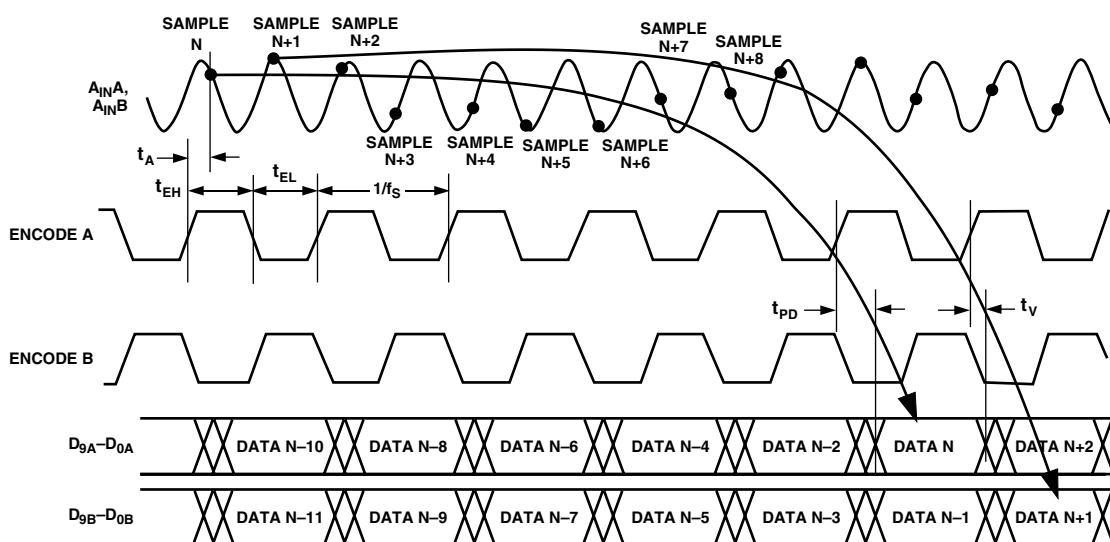 SAMPLE
N
SAMPLE
N+1
SAMPLE
N+2
SAMPLE
N+7
SAMPLE
N+8
AINA,
AINB
SAMPLE
N+3
SAMPLE
N+4
SAMPLE
N+5
SAMPLE
N+6
tA
tEH
tEL
1/fS
ENCODE A
tPD
tV
ENCODE B
D9A–D0A
DATA N–10
DATA N–8
DATA N–6
DATA N–4
DATA N–2
DATA N
DATA N+2
D9B–D0B
DATA N–11
DATA N–9
DATA N–7
DATA N–5
DATA N–3
DATA N–1
DATA N+1